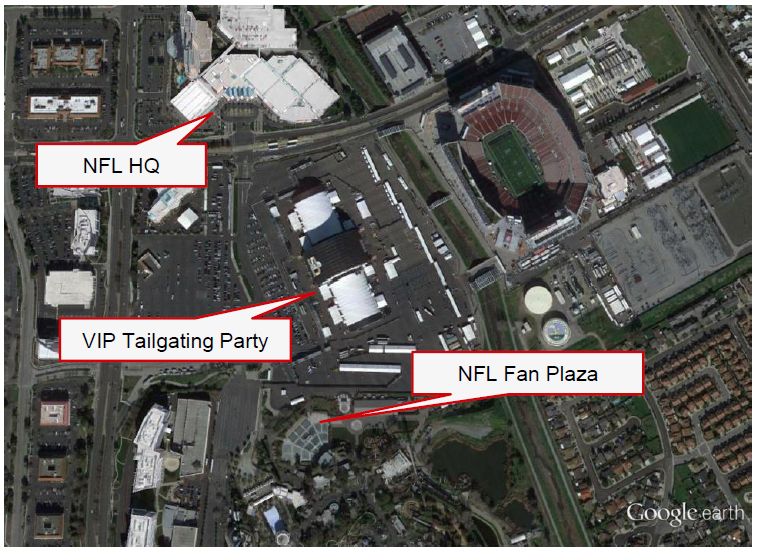 NFL HQ
VIP Tailgating Party
NFL Fan Plaza
Google earth